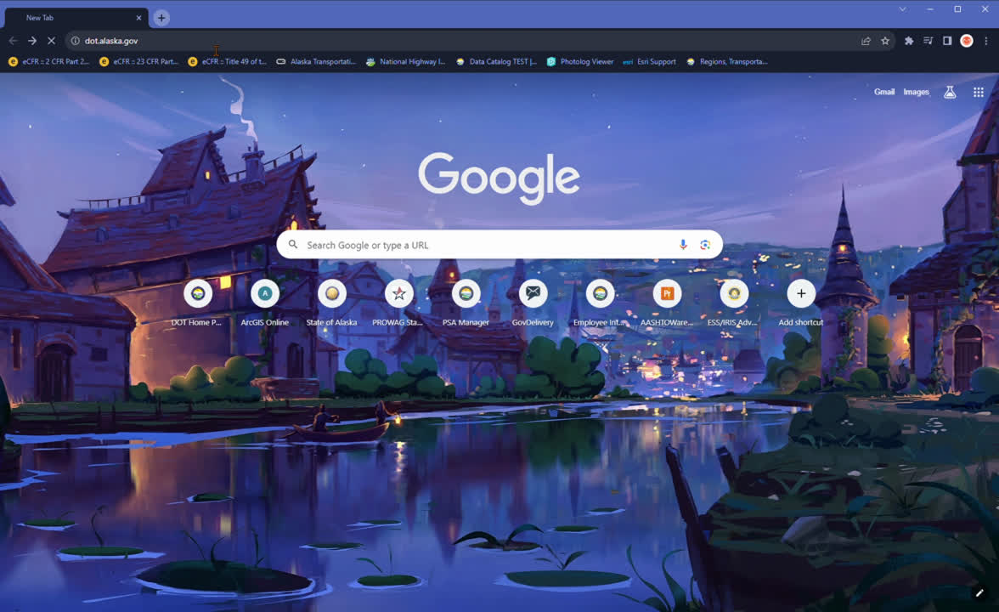 New Tab
dot.alaska.gov
eCFR :: 2 CFR Part 2... eCFR :: 23 CFR Part... eCFR :: Title 49 of t... Alaska Transportati... National Highway I... Data Catalog TEST |... Photolog Viewer esri Esri Support Regions, Transporta...
Gmail Images
Google
Search Google or type a URL
A Pr
DOT Home P... ArcGIS Online State of Alaska PROWAG Sta... PSA Manager GovDelivery Employee Int... AASHTOWare... ESS/IRIS Adv... Add shortcut